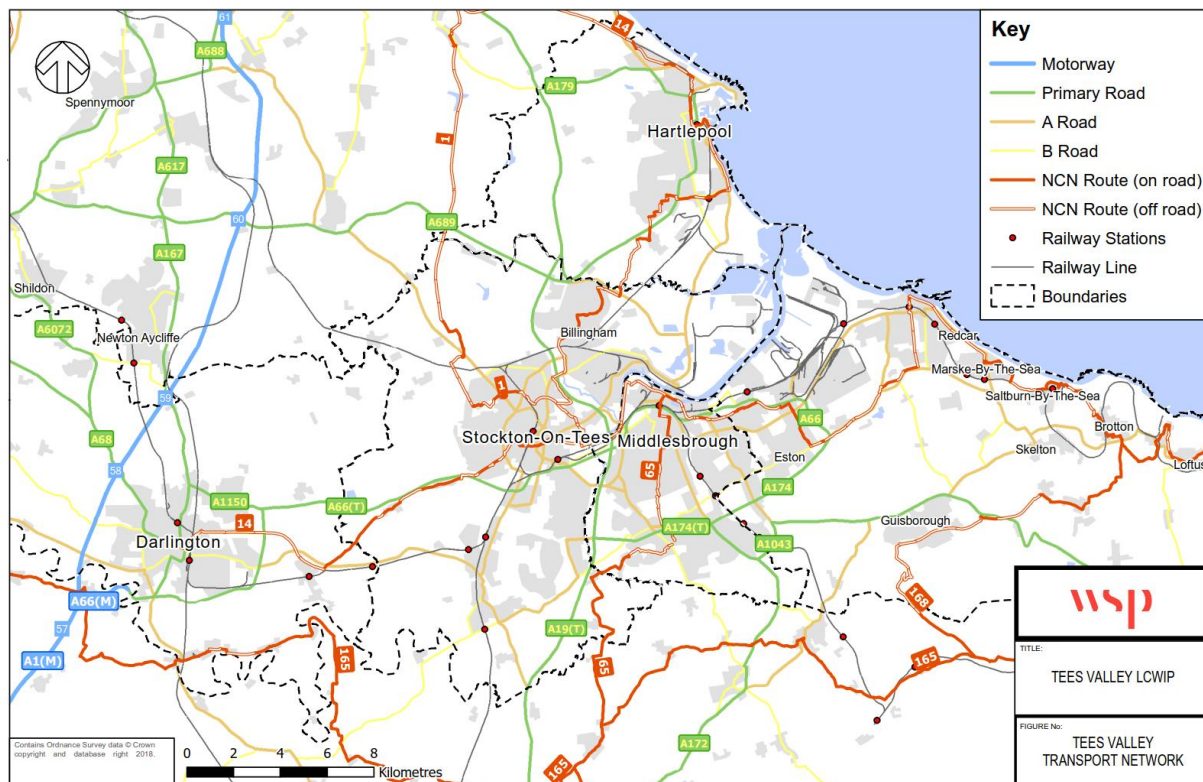 61
A688
Spennymoor
14
A179
Hartlepool
1
A617
60
A689
A167
Shildon
A6072
Newton Aycliffe
Billingham
59
Redcar
Marske-By-The-Sea
Saltburn-By-The-Sea
1
A66
Stockton-On-Tees
Middlesbrough
Brotton
A68
58
65
Eston
Skelton
Loftus
A174
A1150
A66(T)
14
Darlington
A174(T)
Guisborough
A1043
A66(M)
57
168
A19(T)
A1(M)
165
65
165
A172
165
Key
Motorway
Primary Road
A Road
B Road
NCN Route (on road)
NCN Route (off road)
Railway Stations
Railway Line
Boundaries
wsp
TITLE:
TEES VALLEY LCWIP
FIGURE No:
TEES VALLEY
TRANSPORT NETWORK
Contains Ordnance Survey data © Crown
copyright and database right 2018.
0 2 4 6 8
Kilometres